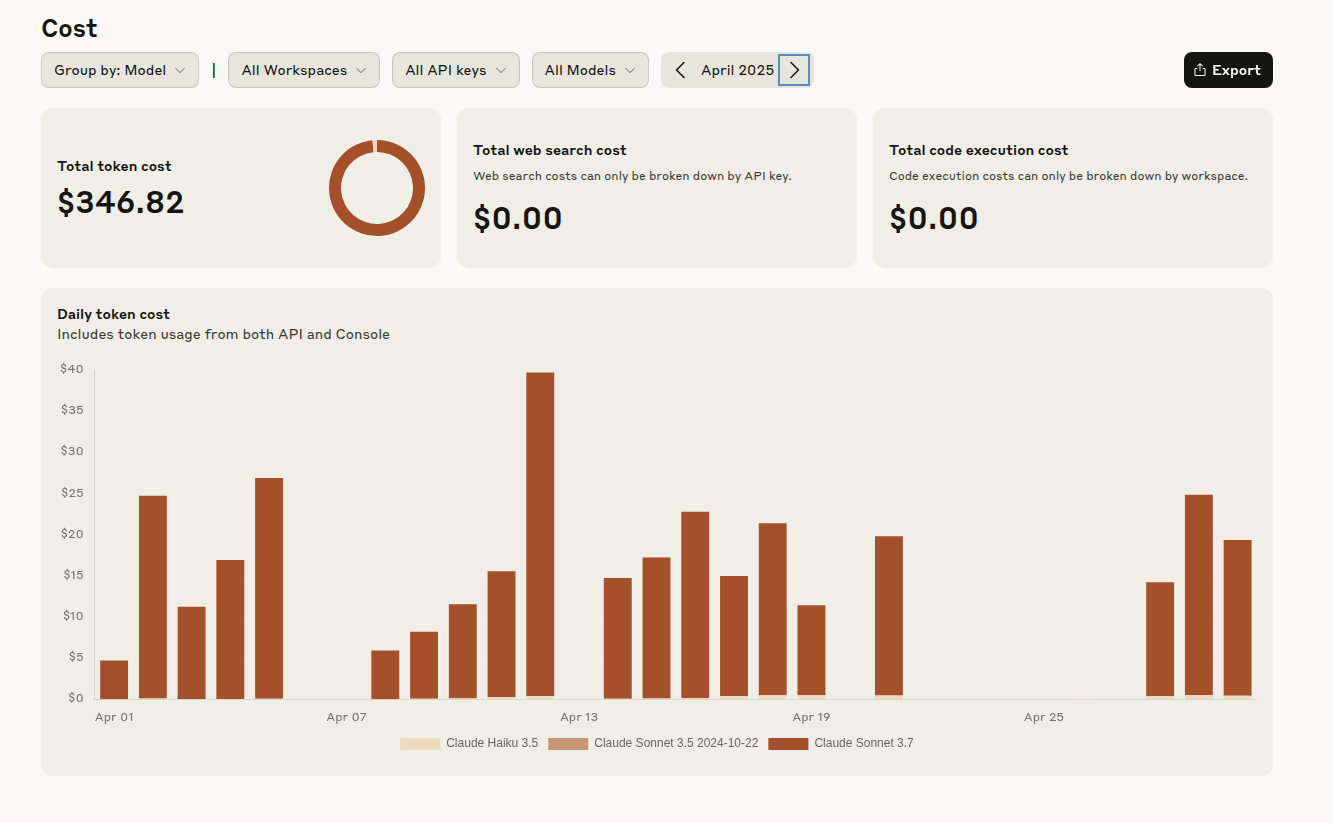 Cost
Group by: Model | All Workspaces All API keys All Models April 2025 Export
Total token cost
$346.82
Total web search cost
Web search costs can only be broken down by API key.
$0.00
Total code execution cost
Code execution costs can only be broken down by workspace.
$0.00
Daily token cost
Includes token usage from both API and Console
$40
$35
$30
$25
$20
$15
$10
$5
$0
Apr 01 Apr 07 Apr 13 Apr 19 Apr 25
Claude Haiku 3.5 Claude Sonnet 3.5 2024-10-22 Claude Sonnet 3.7